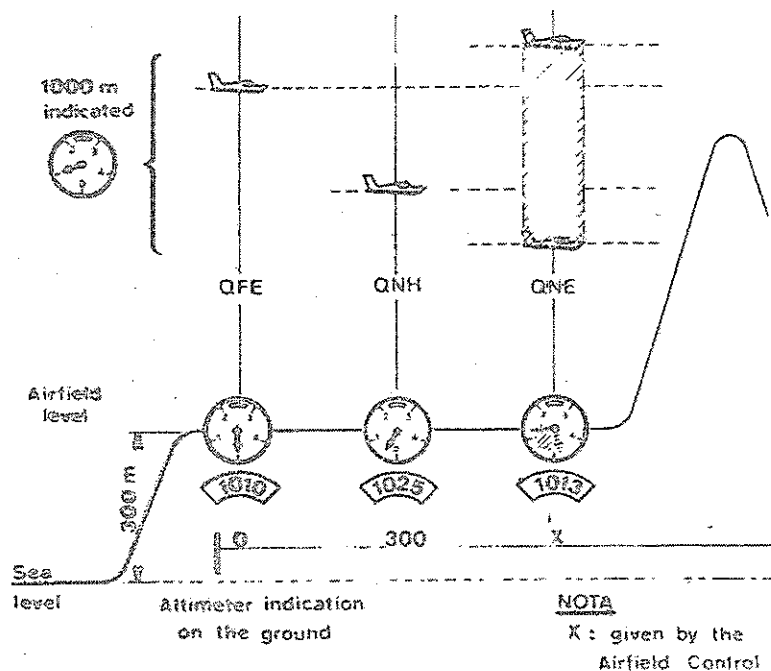 1000 m
indicated
QFE
QNH
QNE
Airfield
level
300 m
1010
1025
1013
0
300
X
Sea
level
Altimeter indication
on the ground
NOTA
X : given by the
Airfield Control